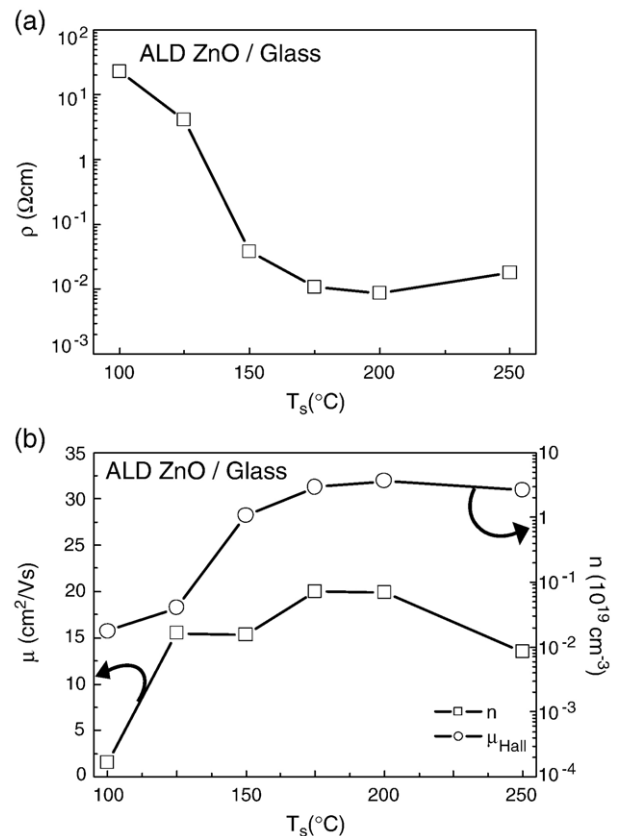 (a)
ALD ZnO / Glass
10²
10¹
1
10⁻¹
10⁻²
10⁻³
ρ (Ωcm)
100 150 200 250
Tₛ(°C)
(b)
ALD ZnO / Glass
35
30
25
20
15
10
5
0
μ (cm²/Vs)
10
1
10⁻¹
10⁻²
10⁻³
10⁻⁴
n (10¹⁹ cm⁻³)
n
μHall
100 150 200 250
Tₛ(°C)